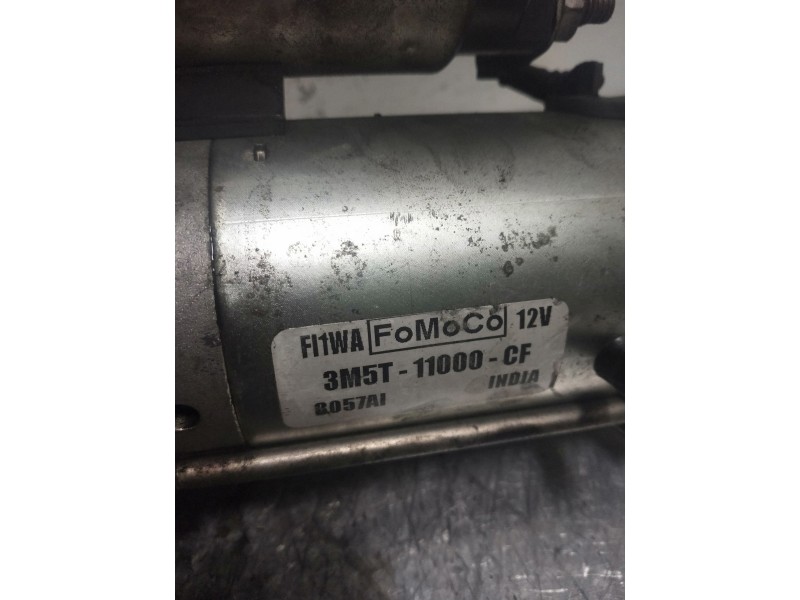 FI1WA FoMoCo 12V
3M5T - 11000 - CF
8057AI INDIA